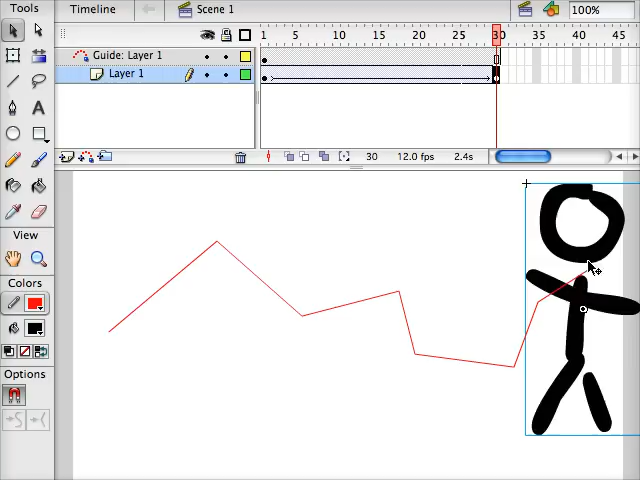 Tools
Timeline
Scene 1
100%
1 5 10 15 20 25 30 35 40 45
Guide: Layer 1
Layer 1
30 12.0 fps 2.4s
View
Colors
Options